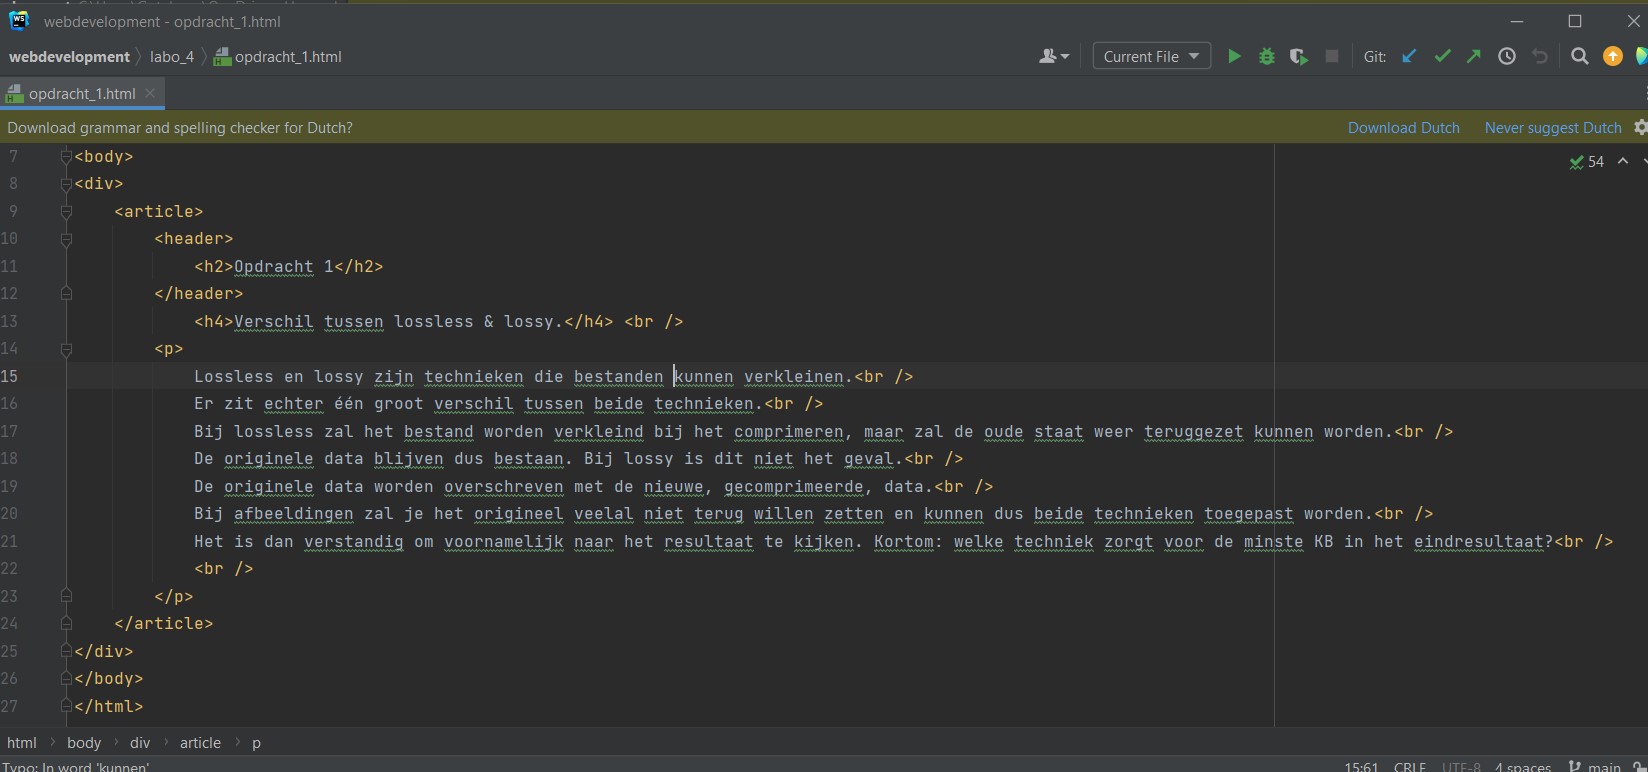 webdevelopment - opdracht_1.html
webdevelopment labo_4 opdracht_1.html Current File Git:
opdracht_1.html
Download grammar and spelling checker for Dutch? Download Dutch Never suggest Dutch
54
7 <body>
8 <div>
9 <article>
10 <header>
11 <h2>Opdracht 1</h2>
12 </header>
13 <h4>Verschil tussen lossless & lossy.</h4> <br />
14 <p>
15 Lossless en lossy zijn technieken die bestanden kunnen verkleinen.<br />
16 Er zit echter één groot verschil tussen beide technieken.<br />
17 Bij lossless zal het bestand worden verkleind bij het comprimeren, maar zal de oude staat weer teruggezet kunnen worden.<br />
18 De originele data blijven dus bestaan. Bij lossy is dit niet het geval.<br />
19 De originele data worden overschreven met de nieuwe, gecomprimeerde, data.<br />
20 Bij afbeeldingen zal je het origineel veelal niet terug willen zetten en kunnen dus beide technieken toegepast worden.<br />
21 Het is dan verstandig om voornamelijk naar het resultaat te kijken. Kortom: welke techniek zorgt voor de minste KB in het eindresultaat?<br />
22 <br />
23 </p>
24 </article>
25 </div>
26 </body>
27 </html>
html body div article p
Typo: In word 'kunnen' 15:61 CRLF UTF-8 4 spaces main